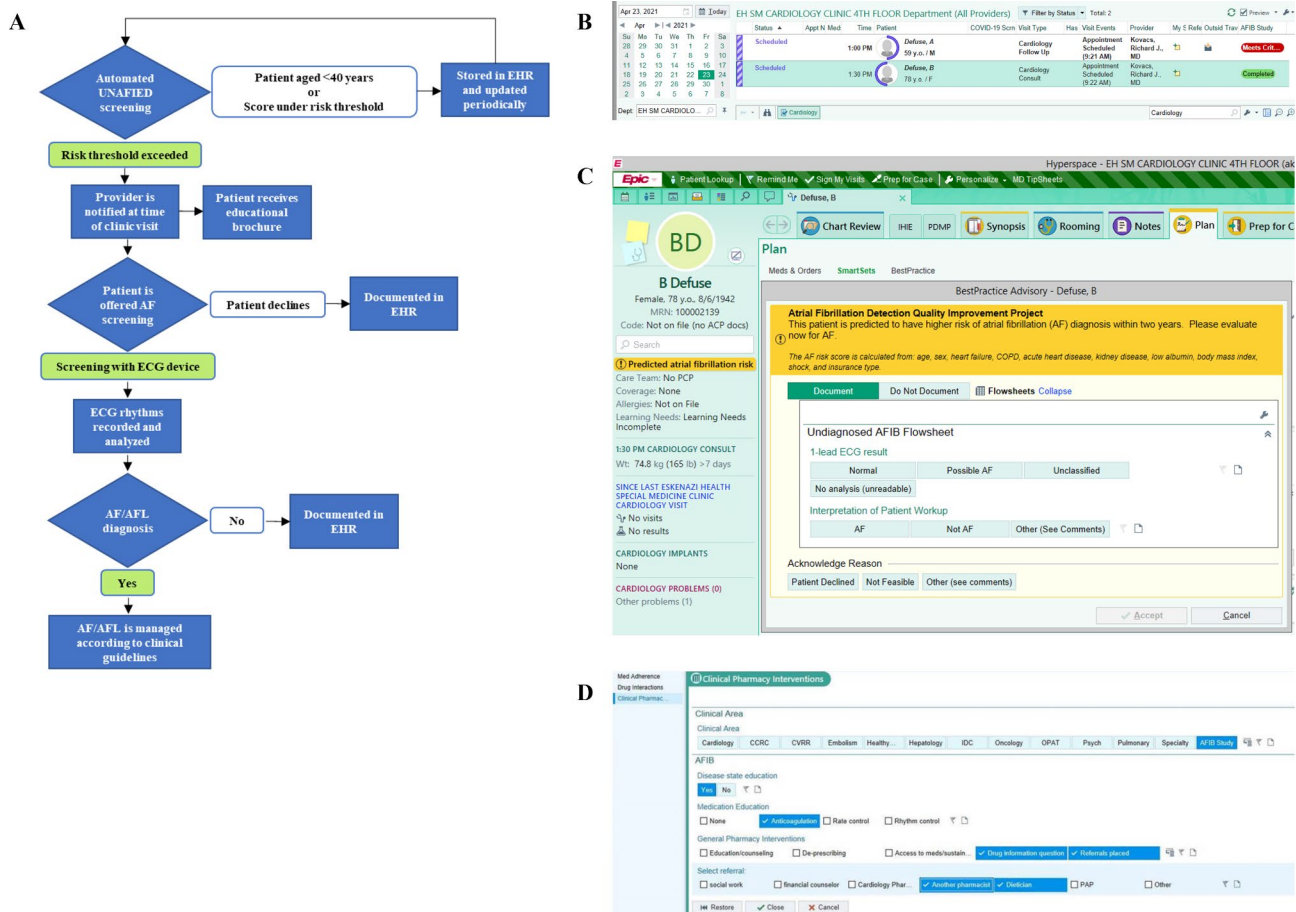 A
Automated
UNAFIED
screening
Patient aged <40 years
or
Score under risk threshold
Stored in EHR
and updated
periodically
Risk threshold exceeded
Provider is
notified at time
of clinic visit
Patient receives
educational
brochure
Patient is
offered AF
screening
Patient declines
Documented in
EHR
Screening with ECG device
ECG rhythms
recorded and
analyzed
AF/AFL
diagnosis
No
Documented in
EHR
Yes
AF/AFL is managed
according to clinical
guidelines
B
Apr 23, 2021 Today EH SM CARDIOLOGY CLINIC 4TH FLOOR Department (All Providers) Filter by Status Total: 2 Preview
Apr 2021
Su Mo Tu We Th Fr Sa
28 29 30 31 1 2 3
4 5 6 7 8 9 10
11 12 13 14 15 16 17
18 19 20 21 22 23 24
25 26 27 28 29 30 1
2 3 4 5 6 7 8
Dept: EH SM CARDIOLO...
Status Appt N Med Time Patient COVID-19 Scrn Visit Type Has Visit Events Provider My S Refe Outsid Trav AFIB Study
Scheduled 1:00 PM Defuse, A
59 y.o. / M
Cardiology
Follow Up
Appointment
Scheduled
(9:21 AM)
Kovacs,
Richard J.,
MD
Meets Crit...
Scheduled 1:30 PM Defuse, B
78 y.o. / F
Cardiology
Consult
Appointment
Scheduled
(9:22 AM)
Kovacs,
Richard J.,
MD
Completed
Cardiology Cardiology
C
E Hyperspace - EH SM CARDIOLOGY CLINIC 4TH FLOOR (ak
Epic Patient Lookup Remind Me Sign My Visits Prep for Case Personalize MD TipSheets
Defuse, B
BD
B Defuse
Female, 78 y.o., 8/6/1942
MRN: 100002139
Code: Not on file (no ACP docs)
Search
Predicted atrial fibrillation risk
Care Team: No PCP
Coverage: None
Allergies: Not on File
Learning Needs: Learning Needs
Incomplete
1:30 PM CARDIOLOGY CONSULT
Wt: 74.8 kg (165 lb) >7 days
SINCE LAST ESKENAZI HEALTH
SPECIAL MEDICINE CLINIC
CARDIOLOGY VISIT
No visits
No results
CARDIOLOGY IMPLANTS
None
CARDIOLOGY PROBLEMS (0)
Other problems (1)
Chart Review IHIE PDMP Synopsis Rooming Notes Plan Prep for C
Plan
Meds & Orders SmartSets BestPractice
BestPractice Advisory - Defuse, B
Atrial Fibrillation Detection Quality Improvement Project
This patient is predicted to have higher risk of atrial fibrillation (AF) diagnosis within two years. Please evaluate
now for AF.
The AF risk score is calculated from: age, sex, heart failure, COPD, acute heart disease, kidney disease, low albumin, body mass index,
shock, and insurance type.
Document Do Not Document Flowsheets Collapse
Undiagnosed AFIB Flowsheet
1-lead ECG result
Normal Possible AF Unclassified
No analysis (unreadable)
Interpretation of Patient Workup
AF Not AF Other (See Comments)
Acknowledge Reason
Patient Declined Not Feasible Other (see comments)
Accept Cancel
D
Med Adherence
Drug Interactions
Clinical Pharmac...
Clinical Pharmacy Interventions
Clinical Area
Clinical Area
Cardiology CCRC CVRR Embolism Healthy... Hepatology IDC Oncology OPAT Psych Pulmonary Specialty AFIB Study
AFIB
Disease state education
Yes No
Medication Education
None Anticoagulation Rate control Rhythm control
General Pharmacy Interventions
Education/counseling De-prescribing Access to meds/sustain... Drug information question Referrals placed
Select referral:
social work financial counselor Cardiology Phar... Another pharmacist Dietician PAP Other
Restore Close Cancel